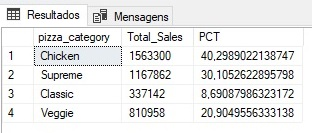 Resultados Mensagens
pizza_category Total_Sales PCT
1 Chicken 1563300 40,2989022138747
2 Supreme 1167862 30,1052262895798
3 Classic 337142 8,69087986323172
4 Veggie 810958 20,9049556333138